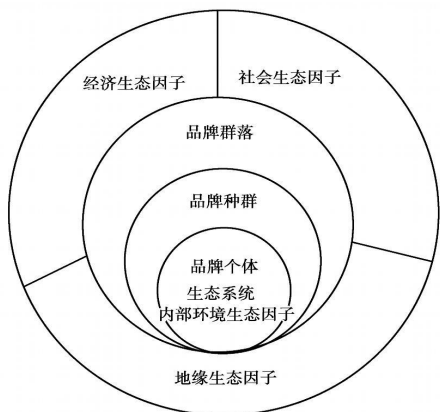 经济生态因子
社会生态因子
品牌群落
品牌种群
品牌个体
生态系统
内部环境生态因子
地缘生态因子